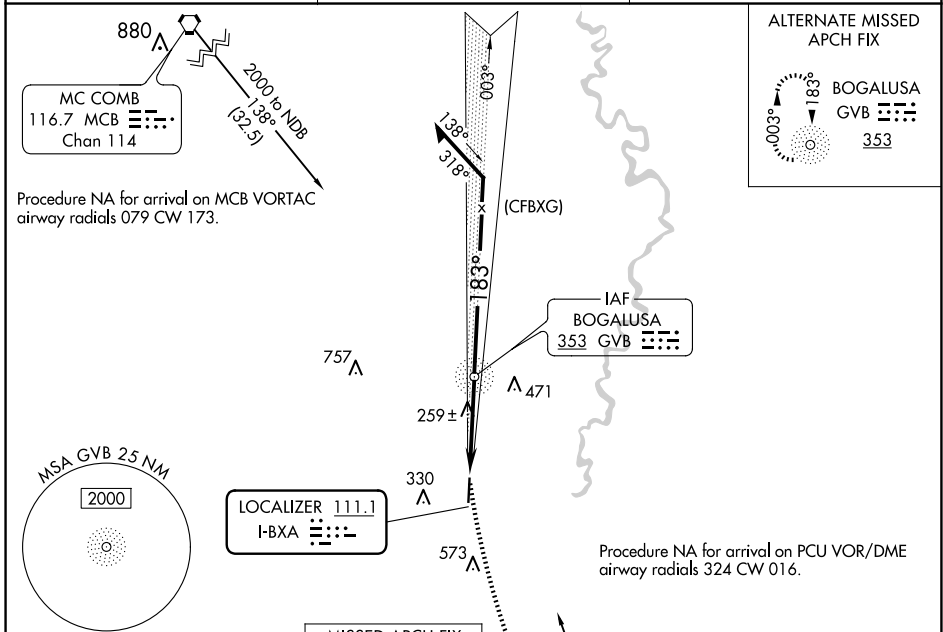 880
MC COMB
116.7 MCB
Chan 114
2000 to NDB
138°
(32.5)
Procedure NA for arrival on MCB VORTAC
airway radials 079 CW 173.
003°
138°
318°
(CFBXG)
183°
ALTERNATE MISSED
APCH FIX
BOGALUSA
GVB
353
183°
003°
IAF
BOGALUSA
353 GVB
757
471
259±
MSA GVB 25 NM
2000
330
LOCALIZER 111.1
I-BXA
573
Procedure NA for arrival on PCU VOR/DME
airway radials 324 CW 016.
MISSED APCH FIX